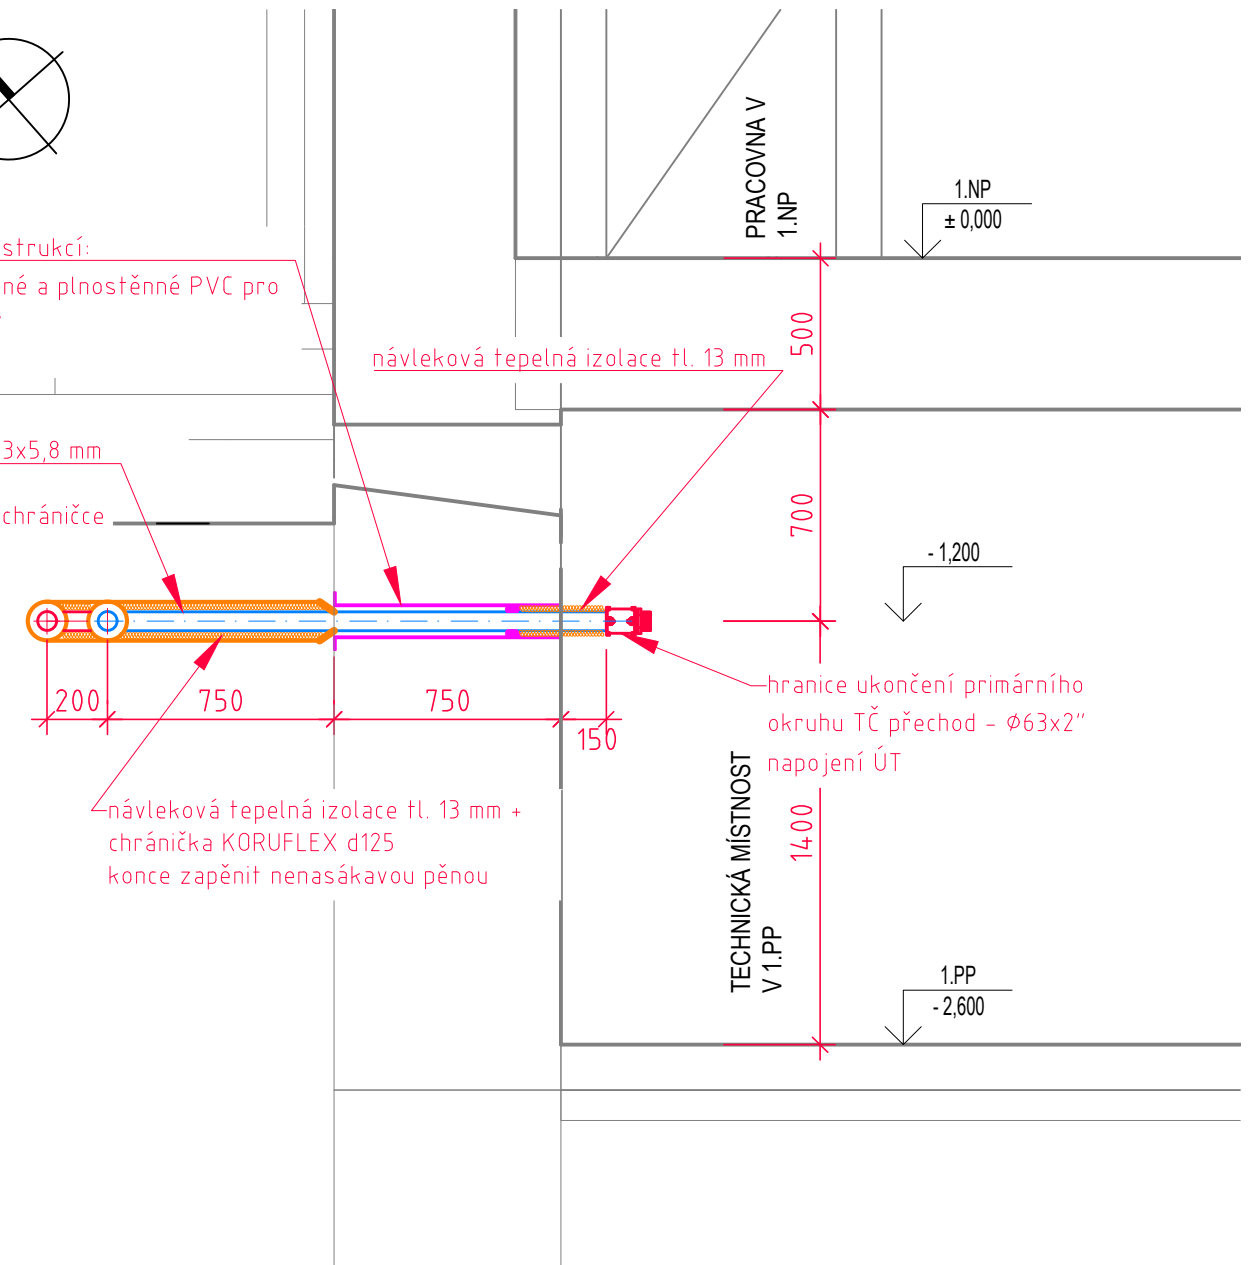 PRACOVNA V
1.NP
1.NP
± 0,000
strukcí:
né a plnostěnné PVC pro
500
návleková tepelná izolace tl. 13 mm
3x5,8 mm
chráničce
700
- 1,200
200
750
750
150
hranice ukončení primárního
okruhu TČ přechod - Ø63x2"
napojení ÚT
návleková tepelná izolace tl. 13 mm +
chránička KORUFLEX d125
konce zapěnit nenasákavou pěnou
TECHNICKÁ MÍSTNOST
V 1.PP
1400
1.PP
- 2,600